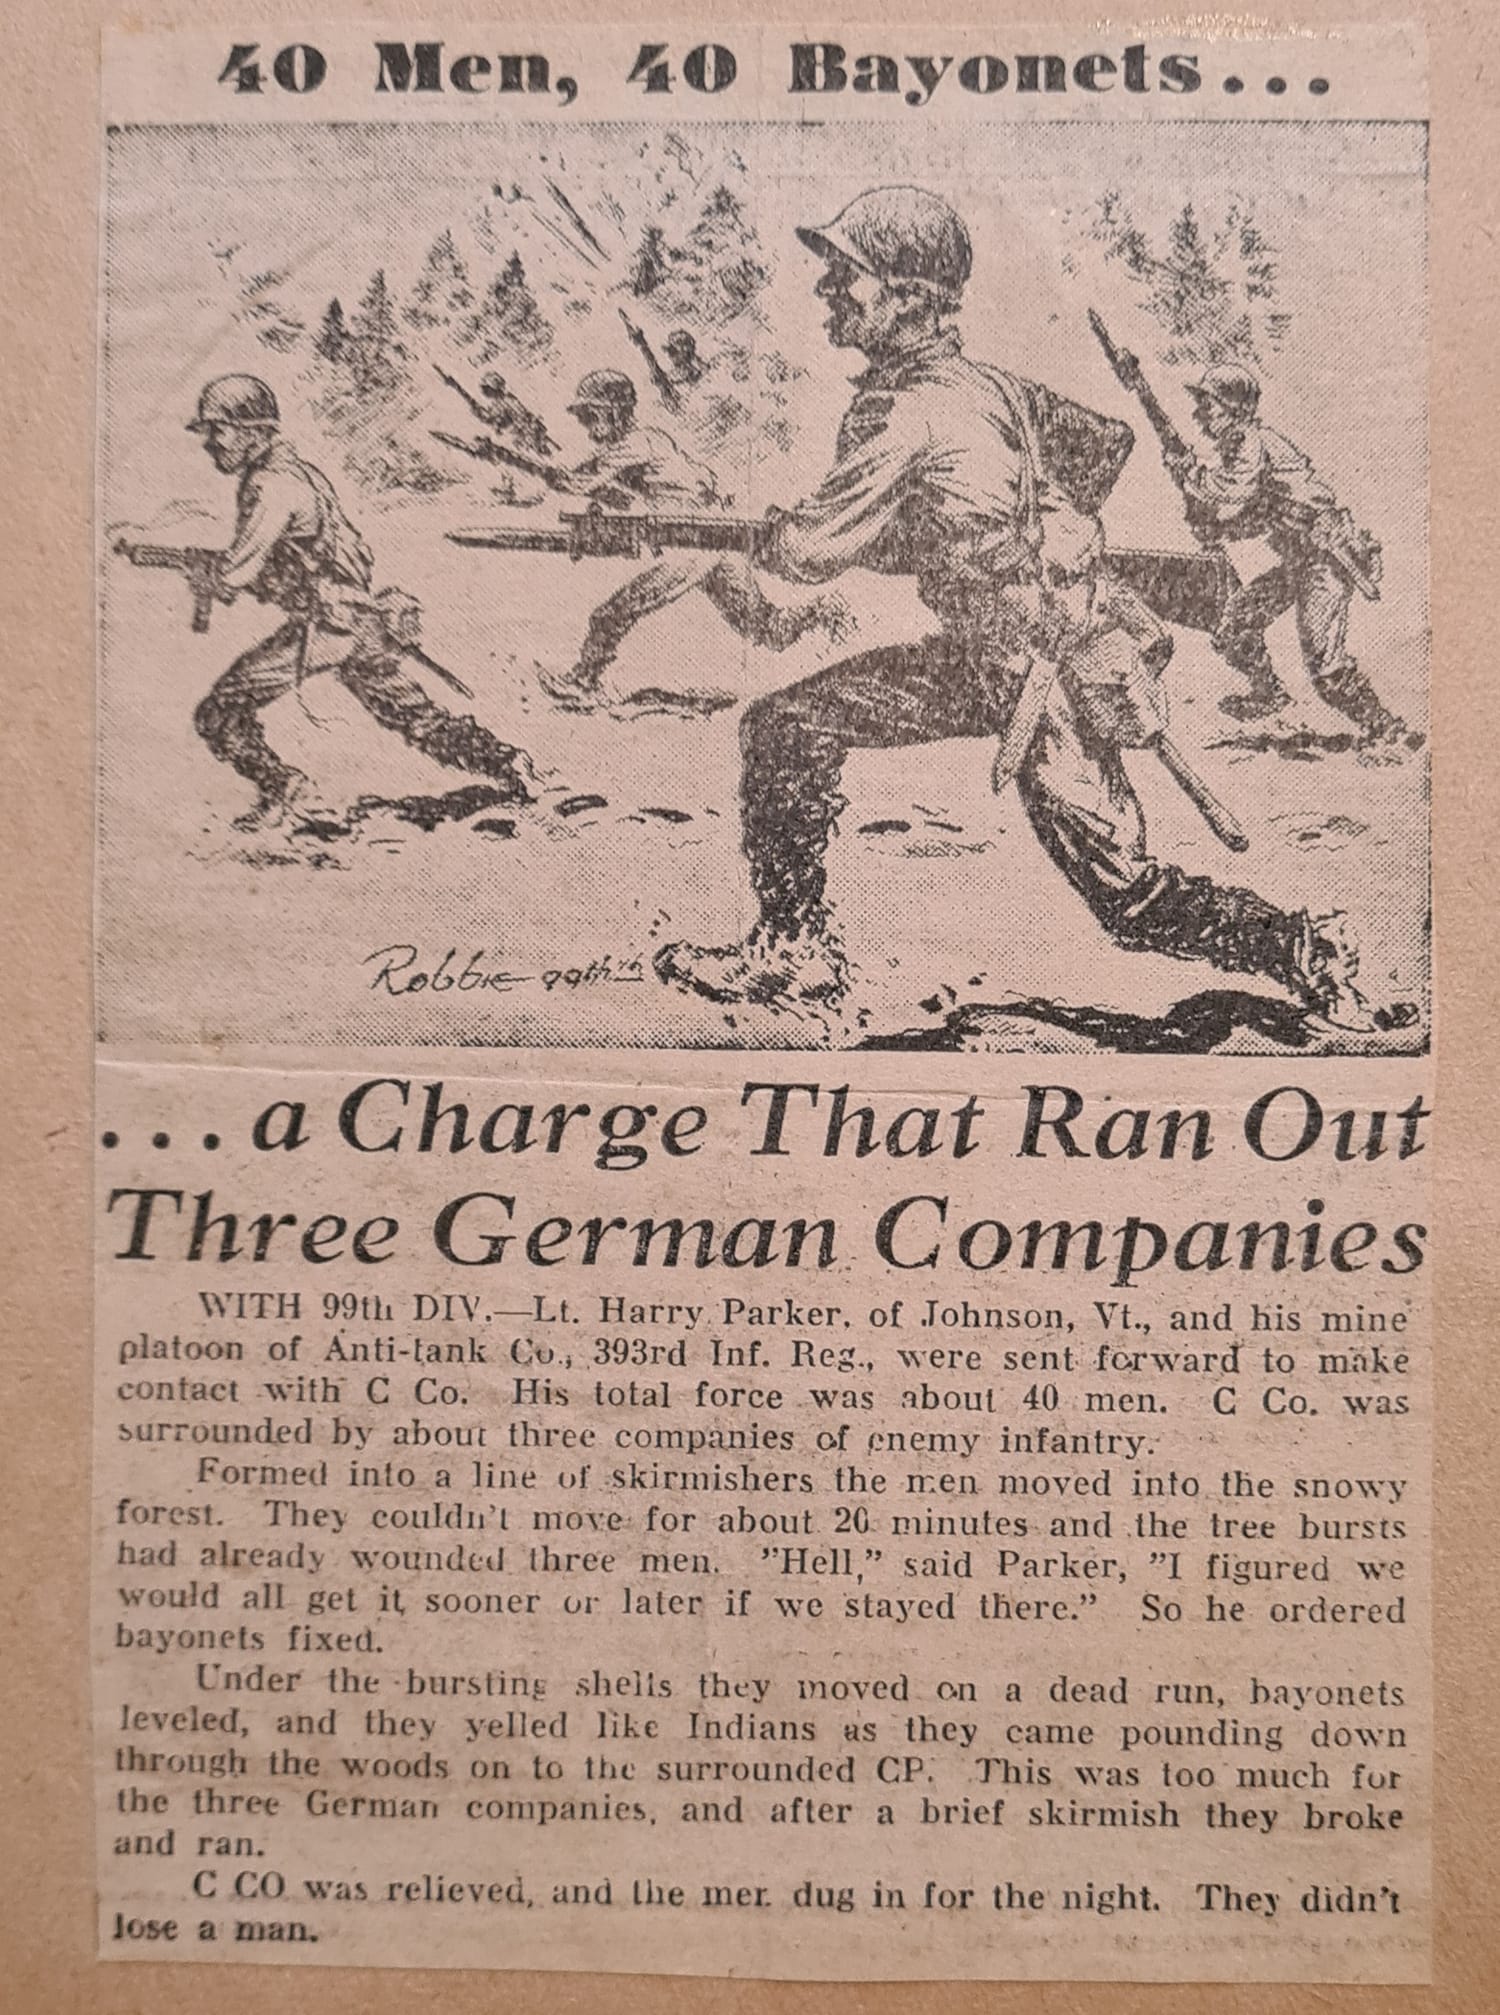 40 Men, 40 Bayonets...
Robbie 99th
...a Charge That Ran Out
Three German Companies
WITH 99th DIV.—Lt. Harry Parker, of Johnson, Vt., and his mine
platoon of Anti-tank Co., 393rd Inf. Reg., were sent forward to make
contact with C Co. His total force was about 40 men. C Co. was
surrounded by about three companies of enemy infantry.
Formed into a line of skirmishers the men moved into the snowy
forest. They couldn't move for about 20 minutes and the tree bursts
had already wounded three men. ”Hell,” said Parker, ”I figured we
would all get it sooner or later if we stayed there.” So he ordered
bayonets fixed.
Under the bursting shells they moved on a dead run, bayonets
leveled, and they yelled like Indians as they came pounding down
through the woods on to the surrounded CP. This was too much for
the three German companies, and after a brief skirmish they broke
and ran.
C CO was relieved, and the men dug in for the night. They didn't
lose a man.